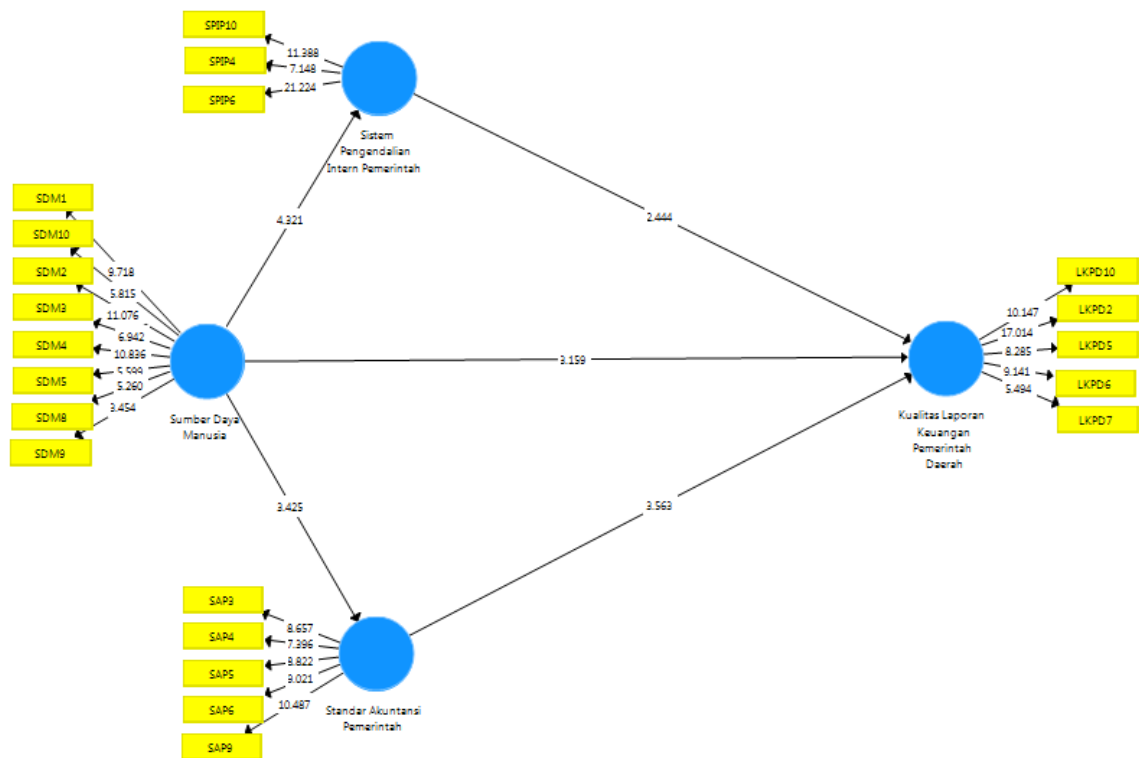 SPIP10
SPIP4
SPIP6
11.388
7.148
21.224
Sistem
Pengendalian
Intern Pemerintah
SDM1
SDM10
SDM2
SDM3
SDM4
SDM5
SDM8
SDM9
9.718
5.815
11.076
6.942
10.836
5.599
5.260
3.454
Sumber Daya
Manusia
4.321
2.444
3.159
3.425
3.563
LKPD10
LKPD2
LKPD5
LKPD6
LKPD7
10.147
17.014
8.285
9.141
5.494
Kualitas Laporan
Keuangan
Pemerintah
Daerah
SAP3
SAP4
SAP5
SAP6
SAP9
8.657
7.396
10.487
Standar Akuntansi
Pemerintah